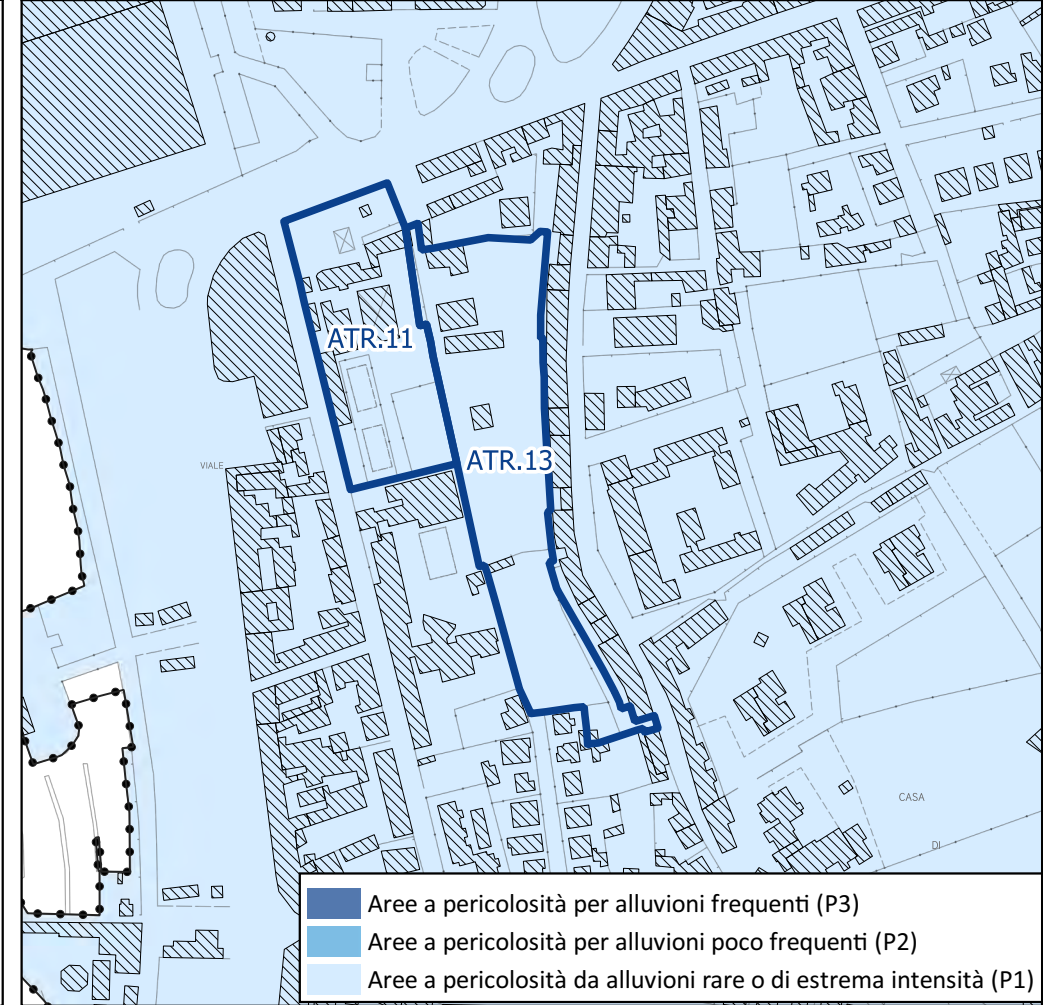 ATR.11
ATR.13
VIALE
CASA
DI
Aree a pericolosità per alluvioni frequenti (P3)
Aree a pericolosità per alluvioni poco frequenti (P2)
Aree a pericolosità da alluvioni rare o di estrema intensità (P1)